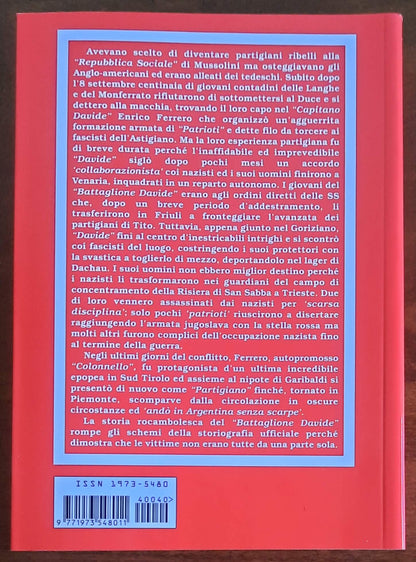 Avevano scelto di diventare partigiani ribelli alla
"Repubblica Sociale" di Mussolini ma osteggiavano gli
Anglo-americani ed erano alleati dei tedeschi. Subito dopo
l'8 settembre centinaia di giovani contadini delle Langhe
e del Monferrato rifiutarono di sottomettersi al Duce e si
dettero alla macchia, trovando il loro capo nel "Capitano
Davide" Enrico Ferrero che organizzò un'agguerrita
formazione armata di "Patrioti" e dette filo da torcere ai
fascisti dell'Astigiano. Ma la loro esperienza partigiana fu
di breve durata perché l'inaffidabile ed imprevedibile
"Davide" siglò dopo pochi mesi un accordo
'collaborazionista' coi nazisti ed i suoi uomini finirono a
Venaria, inquadrati in un reparto autonomo. I giovani del
"Battaglione Davide" erano agli ordini diretti delle SS
che, dopo un breve periodo d'addestramento, li
trasferirono in Friuli a fronteggiare l'avanzata dei
partigiani di Tito. Tuttavia, appena giunto nel Goriziano,
"Davide" finì al centro d'inestricabili intrighi e si scontrò
coi fascisti del luogo, costringendo i suoi protettori con
la svastica a toglierlo di mezzo, deportandolo nel lager di
Dachau. I suoi uomini non ebbero miglior destino perché
i nazisti li trasformarono nei guardiani del campo di
concentramento della Risiera di San Sabba a Trieste. Due
di loro vennero assassinati dai nazisti per 'scarsa
disciplina'; solo pochi 'patrioti' riuscirono a disertare
raggiungendo l'armata jugoslava con la stella rossa ma
molti altri furono complici dell'occupazione nazista fino
al termine della guerra.
Negli ultimi giorni del conflitto, Ferrero, autopromosso
"Colonnello", fu protagonista d'un ultima incredibile
epopea in Sud Tirolo ed assieme al nipote di Garibaldi si
presentò di nuovo come "Partigiano" finché, tornato in
Piemonte, scomparve dalla circolazione in oscure
circostanze ed 'andò in Argentina senza scarpe'.
La storia rocambolesca del "Battaglione Davide"
rompe gli schemi della storiografia ufficiale perché
dimostra che le vittime non erano tutte da una parte sola.
ISSN 1973-5480
40040>
9 771973 548011